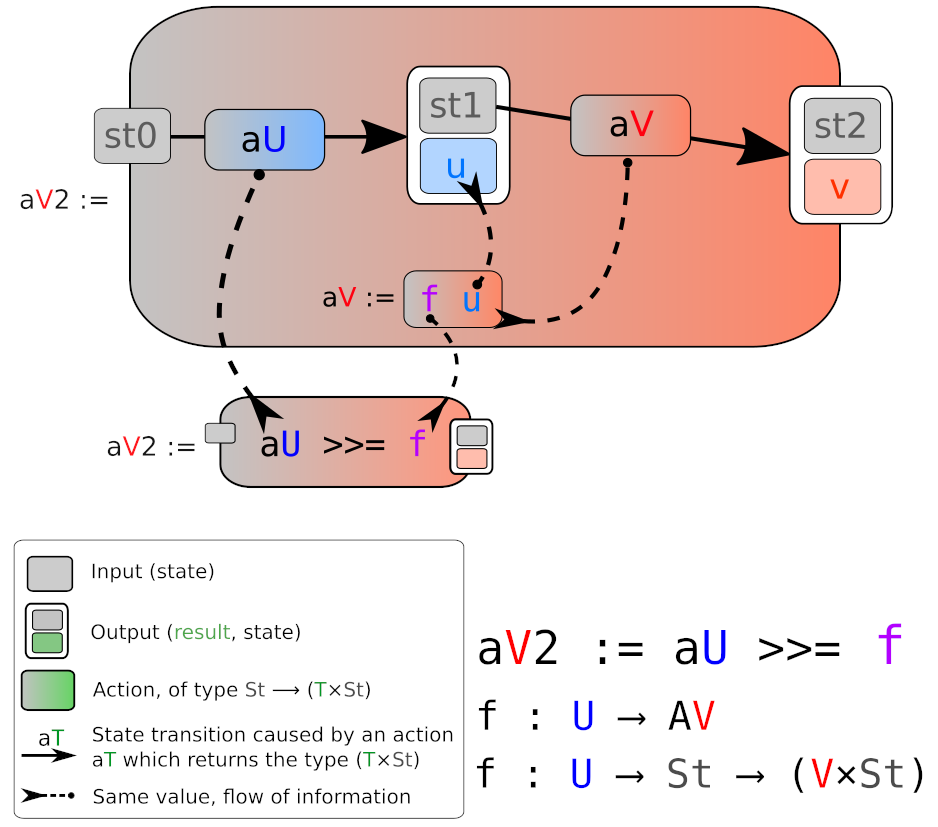 st0
aU
st1
u
aV
st2
v
aV2 :=
aV := f u
aV2 := aU >>= f
Input (state)
Output (result, state)
Action, of type St ⟶ (T×St)
aT
State transition caused by an action
aT which returns the type (T×St)
Same value, flow of information
aV2 := aU >>= f
f : U → AV
f : U → St → (V×St)